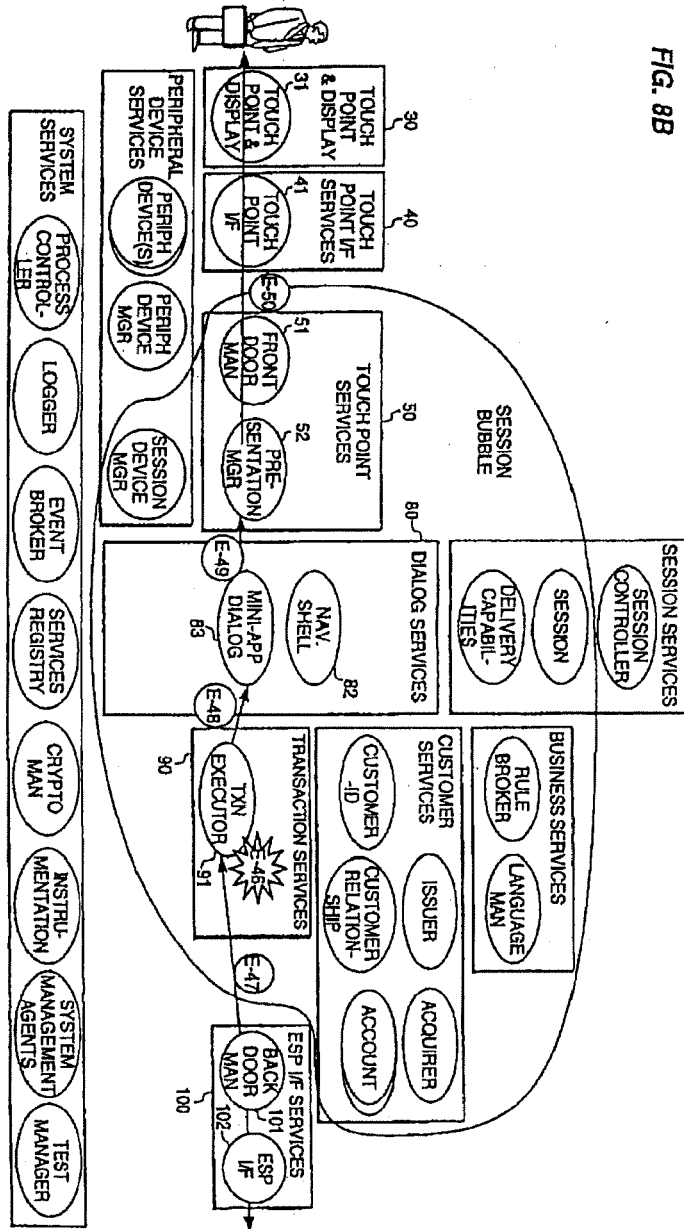 FIG. 8B
30
TOUCH
POINT
& DISPLAY
31
TOUCH
POINT &
DISPLAY
40
TOUCH
POINT I/F
SERVICES
41
TOUCH
POINT
I/F
PERIPHERAL
DEVICE
SERVICES
PERIPH
DEVICE(S)
PERIPH
DEVICE
MGR
SESSION
DEVICE
MGR
E-50
50
TOUCH POINT
SERVICES
51
FRONT
DOOR
MAN
52
PRE-
SENTATION
MGR
SESSION
BUBBLE
80
DIALOG SERVICES
NAV.
SHELL
82
MINI-APP
DIALOG
83
E-49
E-48
SESSION SERVICES
SESSION
CONTROLLER
SESSION
DELIVERY
CAPABIL-
ITIES
BUSINESS SERVICES
RULE
BROKER
LANGUAGE
MAN
CUSTOMER
SERVICES
CUSTOMER
-ID
ISSUER
CUSTOMER
RELATION-
SHIP
ACQUIRER
ACCOUNT
TRANSACTION SERVICES
90
TXN
EXECUTOR
91
E-46
E-47
ESP I/F SERVICES
100
BACK
DOOR
MAN
101
ESP
I/F
102
SYSTEM
SERVICES
PROCESS
CONTROL-
LER
LOGGER
EVENT
BROKER
SERVICES
REGISTRY
CRYPTO
MAN
INSTRU-
MENTATION
SYSTEM
MANAGEMENT
AGENTS
TEST
MANAGER